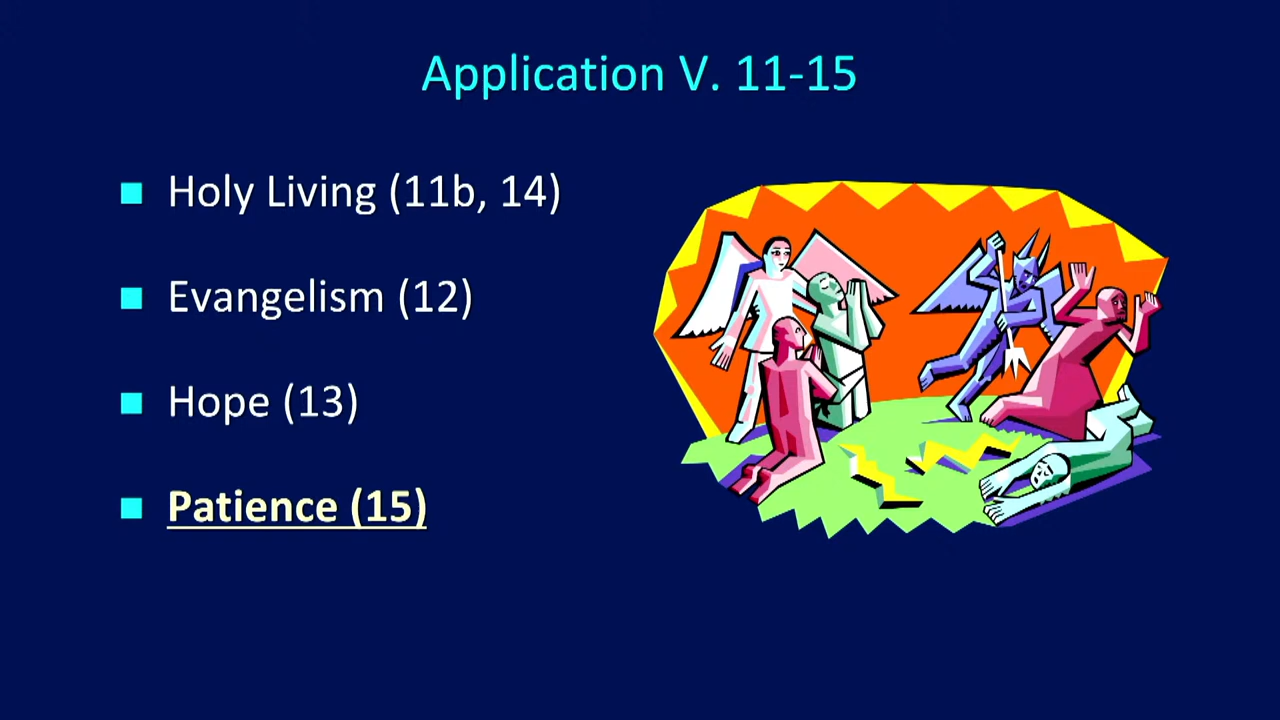 Application V. 11-15
Holy Living (11b, 14)
Evangelism (12)
Hope (13)
Patience (15)